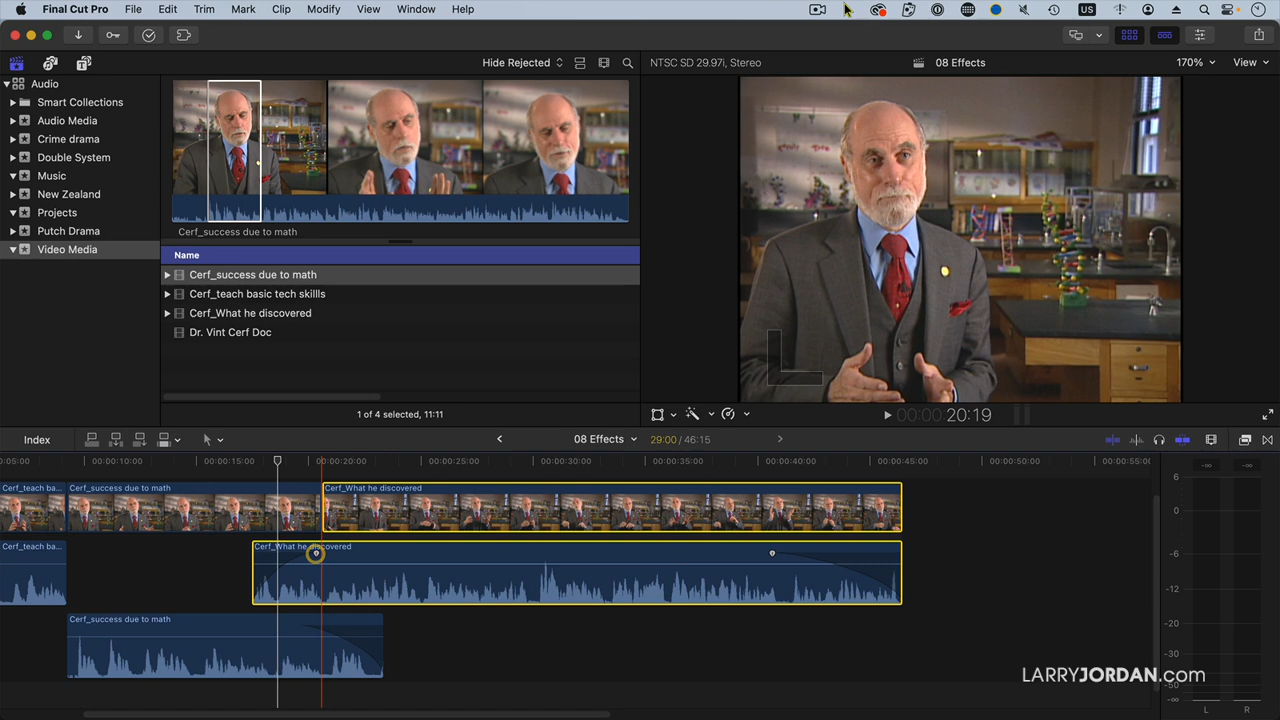 Final Cut Pro File Edit Trim Mark Clip Modify View Window Help US
Hide Rejected
NTSC SD 29.97i, Stereo 08 Effects 170% View
Audio
Smart Collections
Audio Media
Crime drama
Double System
Music
New Zealand
Projects
Putch Drama
Video Media
Cerf_success due to math
Name
Cerf_success due to math
Cerf_teach basic tech skillls
Cerf_What he discovered
Dr. Vint Cerf Doc
1 of 4 selected, 11:11
00:00:20:19
Index 08 Effects 29:00 / 46:15
0:05:00 00:00:10:00 00:00:15:00 00:00:20:00 00:00:25:00 00:00:30:00 00:00:35:00 00:00:40:00 00:00:45:00 00:00:50:00 00:00:55:00
Cerf_teach ba... Cerf_success due to math Cerf_What he discovered
Cerf_teach ba... Cerf_What he discovered
Cerf_success due to math
-∞ -∞
6
0
-6
-12
-20
-30
-50
-∞
L R
LARRYJORDAN.com